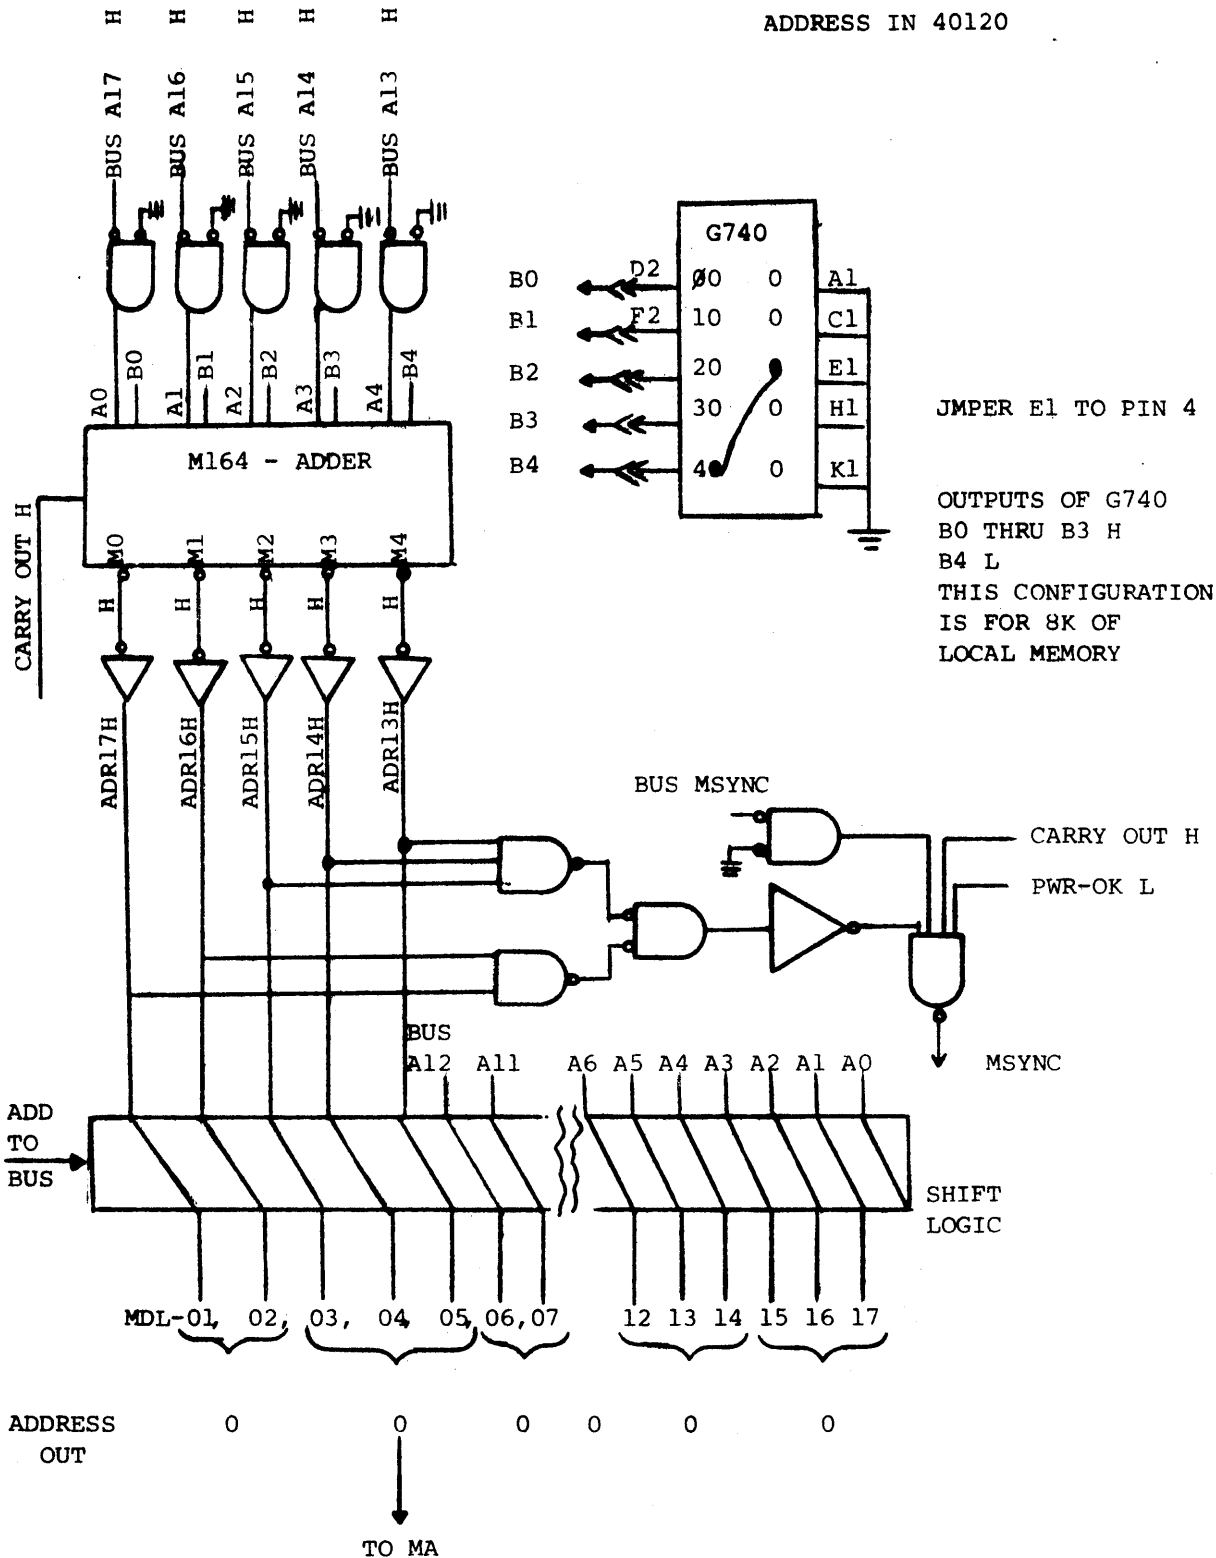 H H H H H
ADDRESS IN 40120
BUS A17 BUS A16 BUS A15 BUS A14 BUS A13
G740
B0 D2 00 0 A1
B1 F2 10 0 C1
B2 20 E1
B3 30 0 H1
B4 4 0 K1
A0 B0 A1 B1 A2 B2 A3 B3 A4 B4
JMPER E1 TO PIN 4
M164 - ADDER
OUTPUTS OF G740
B0 THRU B3 H
B4 L
THIS CONFIGURATION
IS FOR 8K OF
LOCAL MEMORY
CARRY OUT H
M0 M1 M2 M3 M4
H H H H H
ADR17H ADR16H ADR15H ADR14H ADR13H
BUS MSYNC
CARRY OUT H
PWR-OK L
MSYNC
BUS
A12 A11 A6 A5 A4 A3 A2 A1 A0
ADD
TO
BUS
SHIFT
LOGIC
MDL-01, 02, 03, 04, 05, 06, 07 12 13 14 15 16 17
ADDRESS
OUT
0 0 0 0 0 0
TO MA